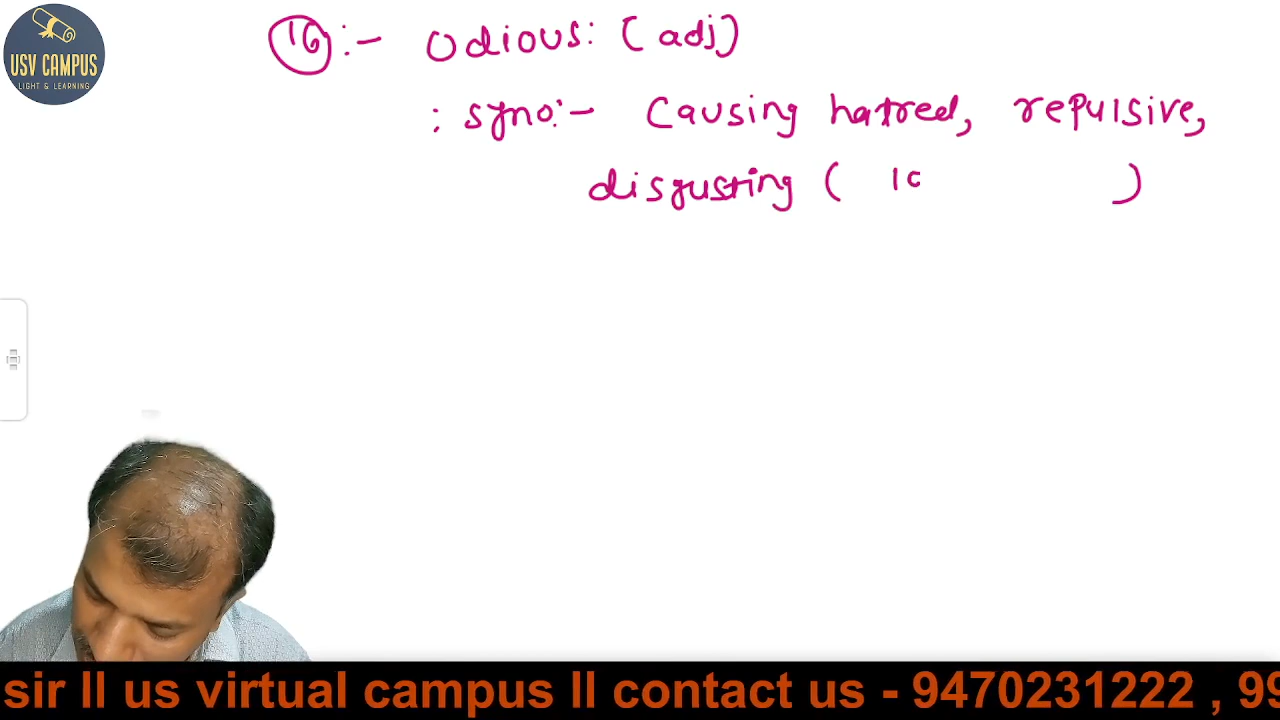 USV CAMPUS
LIGHT & LEARNING
16 :- Odious: (adj)
: syno:- Causing hatred, repulsive,
disgusting ( )
sir ll us virtual campus ll contact us - 9470231222 , 99